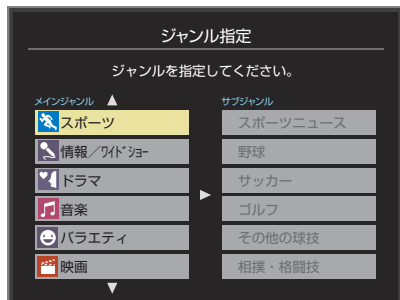 ジャンル指定
ジャンルを指定してください。
メインジャンル
スポーツ
情報／ﾜｲﾄﾞｼｮｰ
ドラマ
音楽
バラエティ
映画
サブジャンル
スポーツニュース
野球
サッカー
ゴルフ
その他の球技
相撲・格闘技